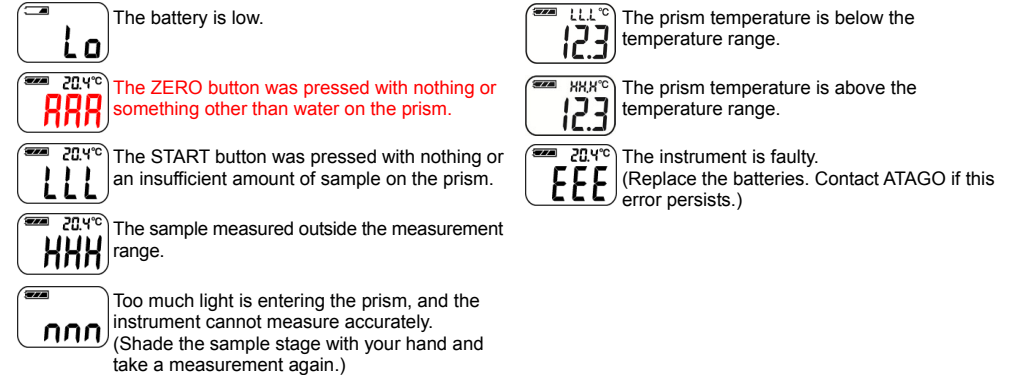 The battery is low.
Lo
20.4°C
The ZERO button was pressed with nothing or
AAA
something other than water on the prism.
20.4°C
The START button was pressed with nothing or
LLL
an insufficient amount of sample on the prism.
20.4°C
The sample measured outside the measurement
HHH
range.
Too much light is entering the prism, and the
nnn
instrument cannot measure accurately.
(Shade the sample stage with your hand and
take a measurement again.)
LL.L°C
The prism temperature is below the
12.3
temperature range.
HH.H°C
The prism temperature is above the
12.3
temperature range.
20.4°C
The instrument is faulty.
EEE
(Replace the batteries. Contact ATAGO if this
error persists.)